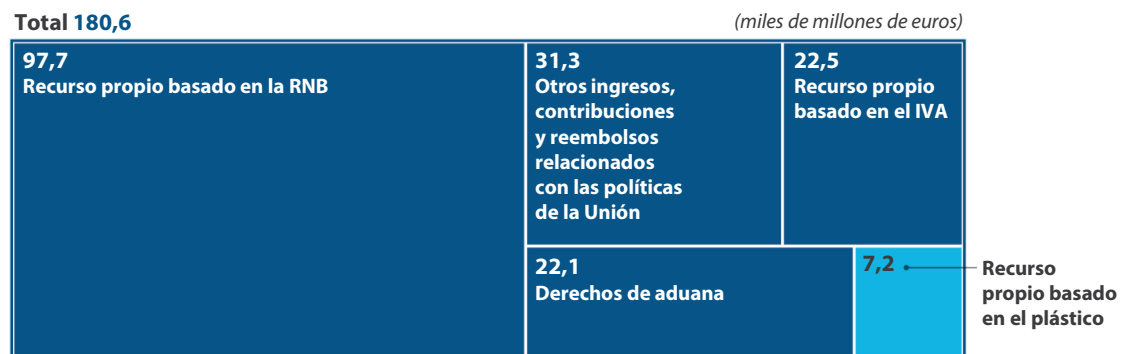 Total 180,6
(miles de millones de euros)
97,7
Recurso propio basado en la RNB
31,3
Otros ingresos,
contribuciones
y reembolsos
relacionados
con las políticas
de la Unión
22,5
Recurso propio
basado en el IVA
22,1
Derechos de aduana
7,2
Recurso
propio basado
en el plástico